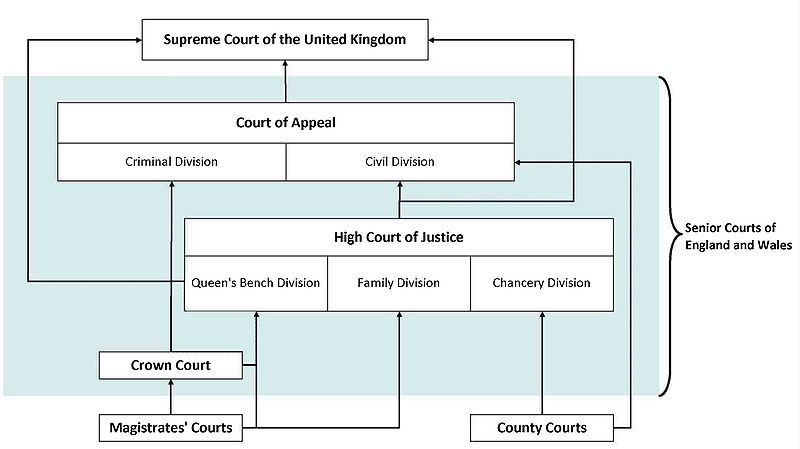 Supreme Court of the United Kingdom
Court of Appeal
Criminal Division
Civil Division
High Court of Justice
Senior Courts of
England and Wales
Queen's Bench Division
Family Division
Chancery Division
Crown Court
Magistrates' Courts
County Courts